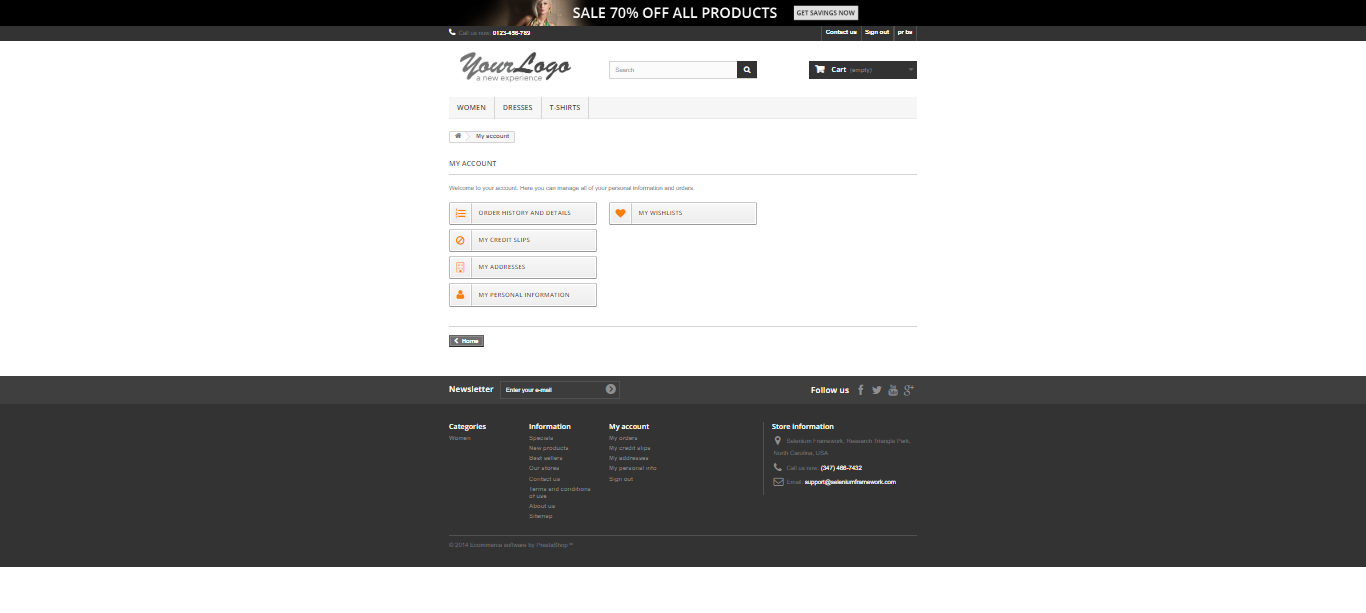 SALE 70% OFF ALL PRODUCTS GET SAVINGS NOW
Call us now: 0123-456-789 Contact us Sign out pr bs
YourLogo
a new experience
Search
Cart (empty)
WOMEN DRESSES T-SHIRTS
My account
MY ACCOUNT
Welcome to your account. Here you can manage all of your personal information and orders.
ORDER HISTORY AND DETAILS MY WISHLISTS
MY CREDIT SLIPS
MY ADDRESSES
MY PERSONAL INFORMATION
Home
Newsletter Enter your e-mail Follow us
Categories
Women
Information
Specials
New products
Best sellers
Our stores
Contact us
Terms and conditions
of use
About us
Sitemap
My account
My orders
My credit slips
My addresses
My personal info
Sign out
Store information
Selenium Framework, Research Triangle Park,
North Carolina, USA
Call us now: (347) 466-7432
Email: support@seleniumframework.com
© 2014 Ecommerce software by PrestaShop™